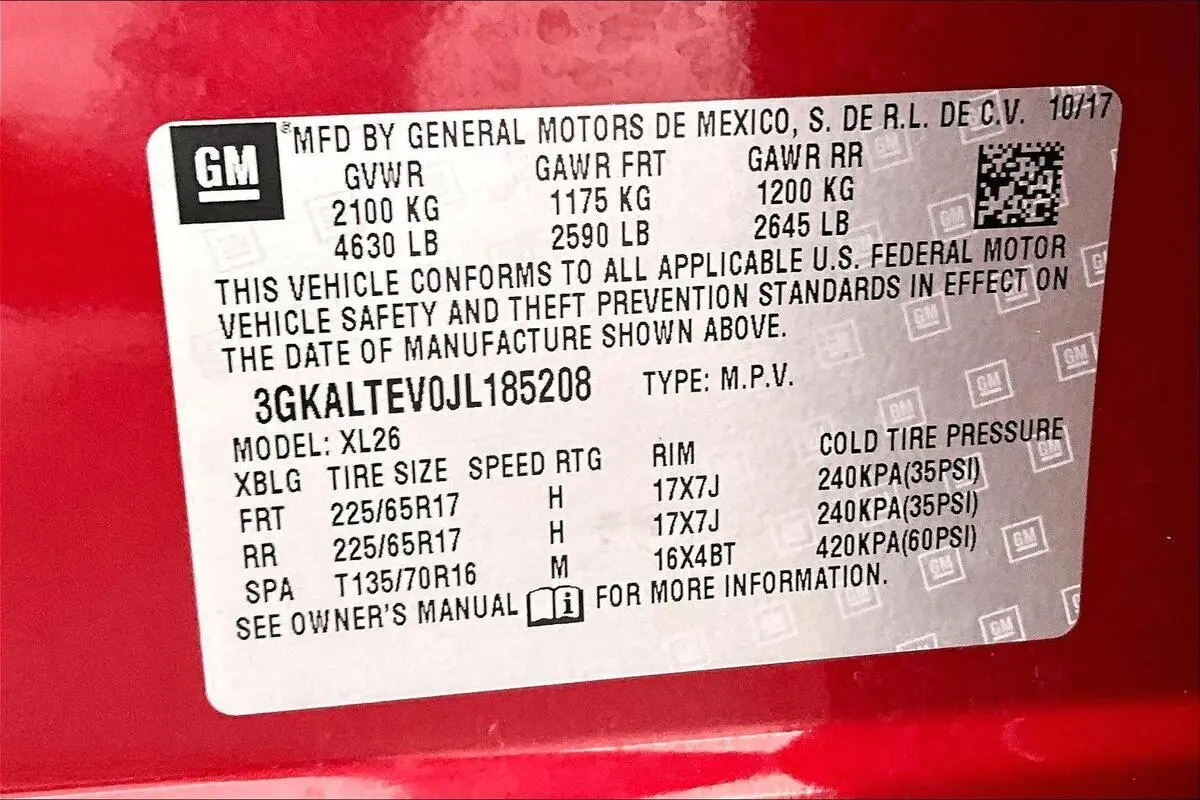 GM
®MFD BY GENERAL MOTORS DE MEXICO, S. DE R.L. DE C.V. 10/17
GVWR GAWR FRT GAWR RR
2100 KG 1175 KG 1200 KG
4630 LB 2590 LB 2645 LB
THIS VEHICLE CONFORMS TO ALL APPLICABLE U.S. FEDERAL MOTOR
VEHICLE SAFETY AND THEFT PREVENTION STANDARDS IN EFFECT ON
THE DATE OF MANUFACTURE SHOWN ABOVE.
3GKALTEV0JL185208 TYPE: M.P.V.
MODEL: XL26
XBLG TIRE SIZE SPEED RTG RIM COLD TIRE PRESSURE
FRT 225/65R17 H 17X7J 240KPA(35PSI)
RR 225/65R17 H 17X7J 240KPA(35PSI)
SPA T135/70R16 M 16X4BT 420KPA(60PSI)
SEE OWNER'S MANUAL i FOR MORE INFORMATION.